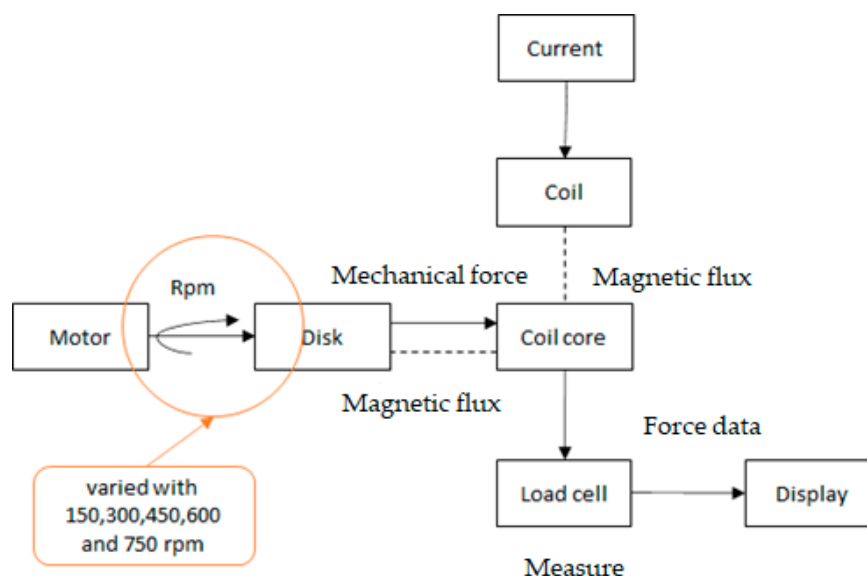 Current
Coil
Mechanical force
Magnetic flux
Rpm
Motor
Disk
Coil core
Magnetic flux
Force data
varied with
150,300,450,600
and 750 rpm
Load cell
Display
Measure